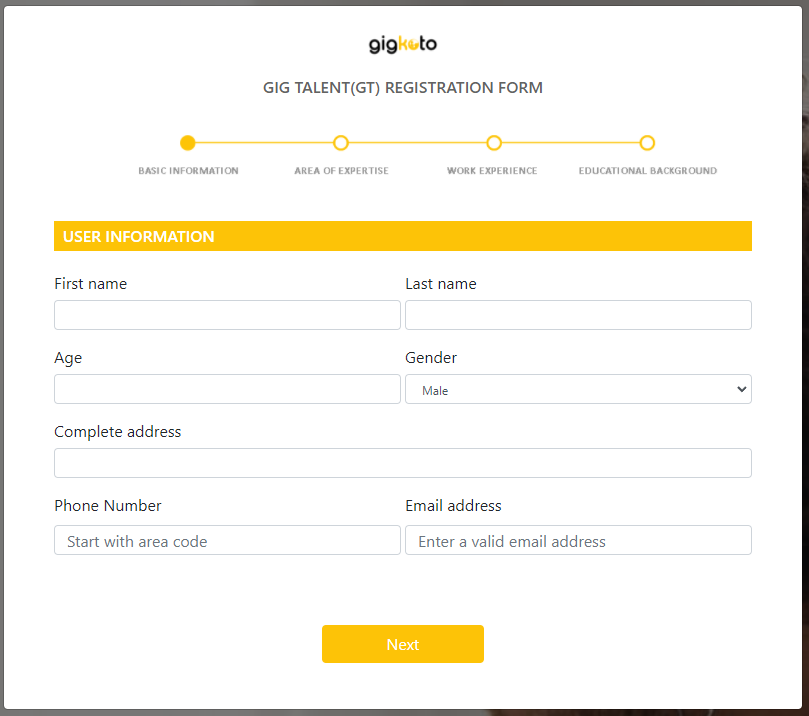 gigkoto
GIG TALENT(GT) REGISTRATION FORM
BASIC INFORMATION AREA OF EXPERTISE WORK EXPERIENCE EDUCATIONAL BACKGROUND
USER INFORMATION
First name Last name
Age Gender
Male
Complete address
Phone Number Email address
Start with area code Enter a valid email address
Next